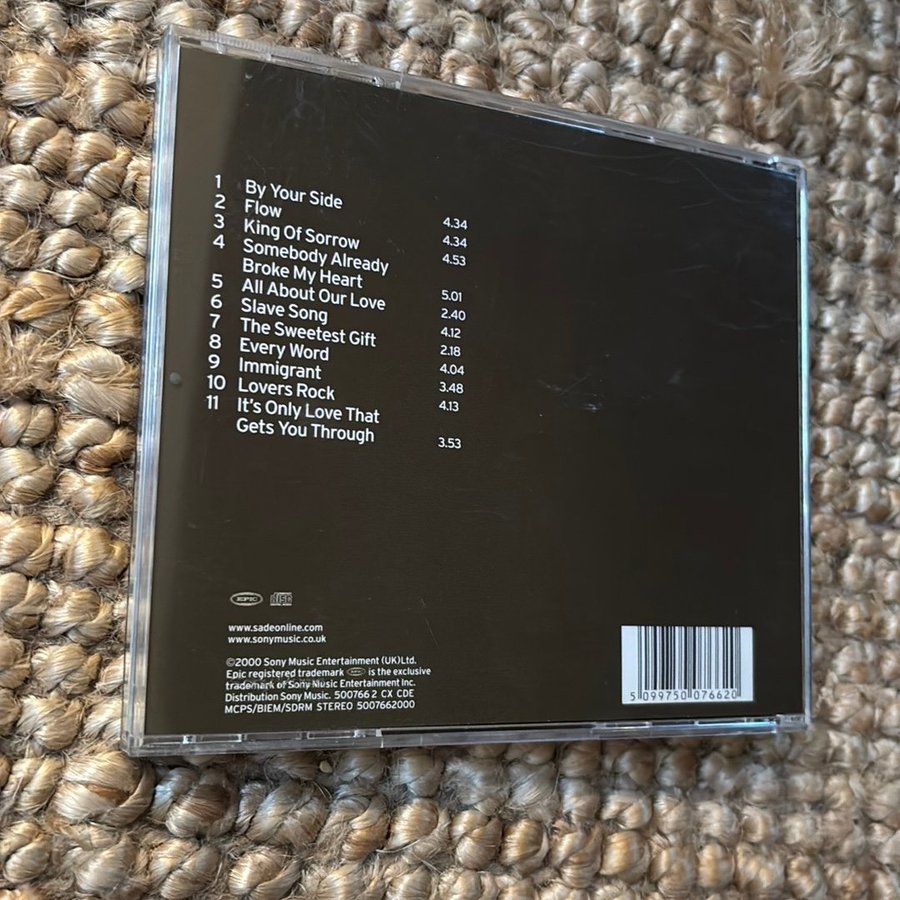 1 By Your Side 4.34
2 Flow 4.34
3 King Of Sorrow 4.53
4 Somebody Already
Broke My Heart 5.01
5 All About Our Love 2.40
6 Slave Song 4.12
7 The Sweetest Gift 2.18
8 Every Word 4.04
9 Immigrant 3.48
10 Lovers Rock 4.13
11 It's Only Love That
Gets You Through 3.53
EPIC DISC
www.sadeonline.com
www.sonymusic.co.uk
©2000 Sony Music Entertainment (UK)Ltd.
Epic registered trademark EPIC is the exclusive
trademark of Sony Music Entertainment Inc.
Distribution Sony Music. 500766 2 CX CDE
MCPS/BIEM/SDRM STEREO 5007662000
5 099750 076620